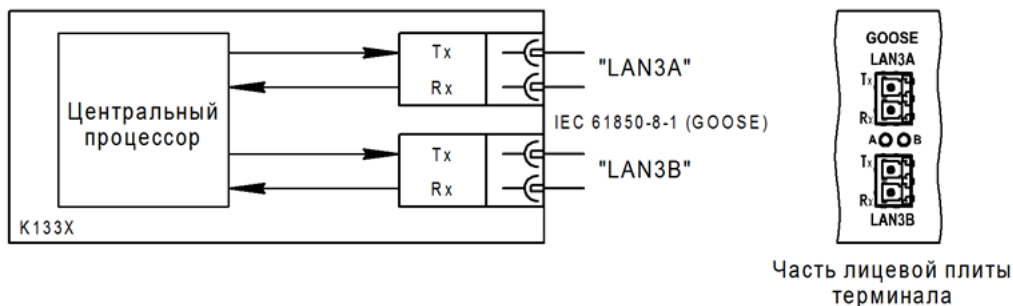 Центральный
процессор
Tx
Rx
"LAN3A"
IEC 61850-8-1 (GOOSE)
Tx
Rx
"LAN3B"
K133X
GOOSE
LAN3A
Tx
Rx
A B
Tx
Rx
LAN3B
Часть лицевой плиты
терминала